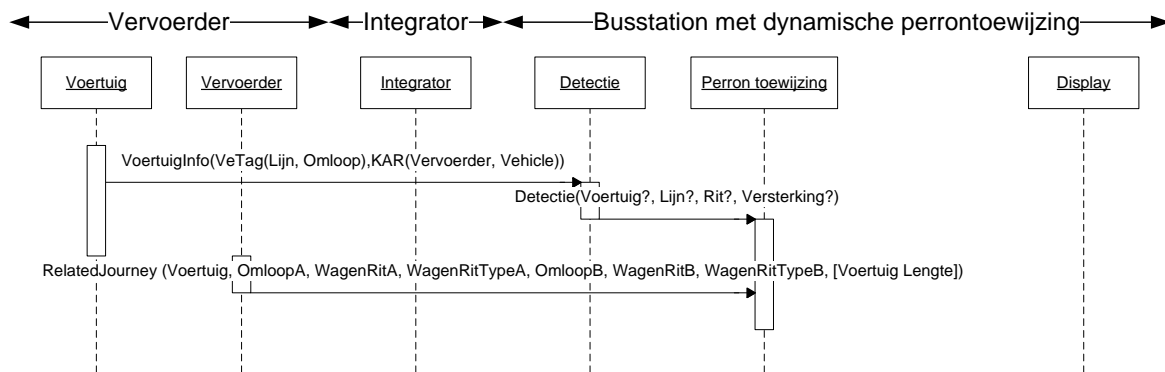 Vervoerder
Integrator
Busstation met dynamische perrontoewijzing
Voertuig
Vervoerder
Integrator
Detectie
Perron toewijzing
Display
VoertuigInfo(VeTag(Lijn, Omloop),KAR(Vervoerder, Vehicle))
Detectie(Voertuig?, Lijn?, Rit?, Versterking?)
RelatedJourney (Voertuig, OmloopA, WagenRitA, WagenRitTypeA, OmloopB, WagenRitB, WagenRitTypeB, [Voertuig Lengte])